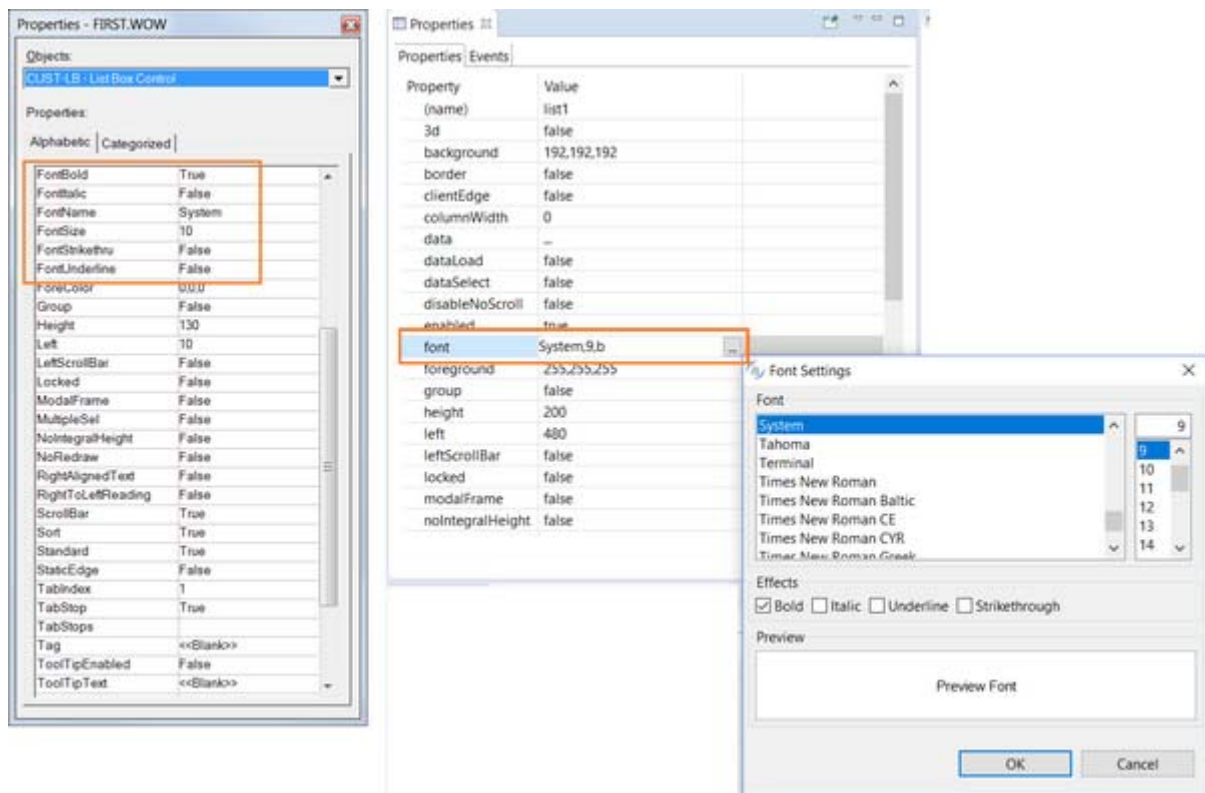 Properties - FIRST.WOW
Objects:
CUST-LB - List Box Control
Properties:
Alphabetic Categorized
FontBold True
FontItalic False
FontName System
FontSize 10
FontStrikethru False
FontUnderline False
ForeColor 0,0,0
Group False
Height 130
Left 10
LeftScrollBar False
Locked False
ModalFrame False
MultipleSel False
NoIntegralHeight False
NoRedraw False
RightAlignedText False
RightToLeftReading False
ScrollBar True
Sort True
Standard True
StaticEdge False
TabIndex 1
TabStop True
TabStops
Tag <<Blank>>
ToolTipEnabled False
ToolTipText <<Blank>>
Properties
Properties Events
Property Value
(name) list1
3d false
background 192,192,192
border false
clientEdge false
columnWidth 0
data ...
dataLoad false
dataSelect false
disableNoScroll false
enabled true
font System,9,b ...
foreground 255,255,255
group false
height 200
left 480
leftScrollBar false
locked false
modalFrame false
noIntegralHeight false
Font Settings
Font
System 9
Tahoma 9
Terminal 10
Times New Roman 11
Times New Roman Baltic 12
Times New Roman CE 13
Times New Roman CYR 14
Times New Roman Greek
Effects
Bold Italic Underline Strikethrough
Preview
Preview Font
OK Cancel